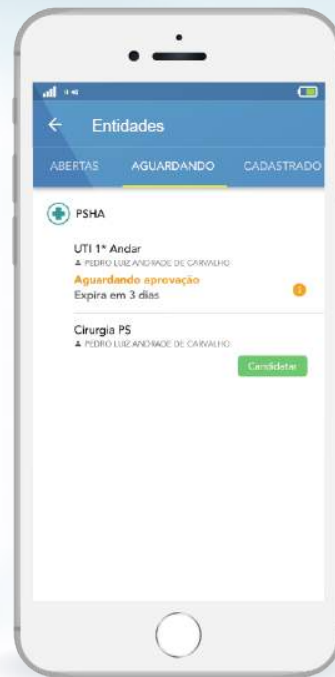 Entidades
ABERTAS AGUARDANDO CADASTRADO
PSHA
UTI 1ª Andar
PEDRO LUIZ ANDRADE DE CARVALHO
Aguardando aprovação
Expira em 3 dias
Cirurgia PS
PEDRO LUIZ ANDRADE DE CARVALHO
Candidatar